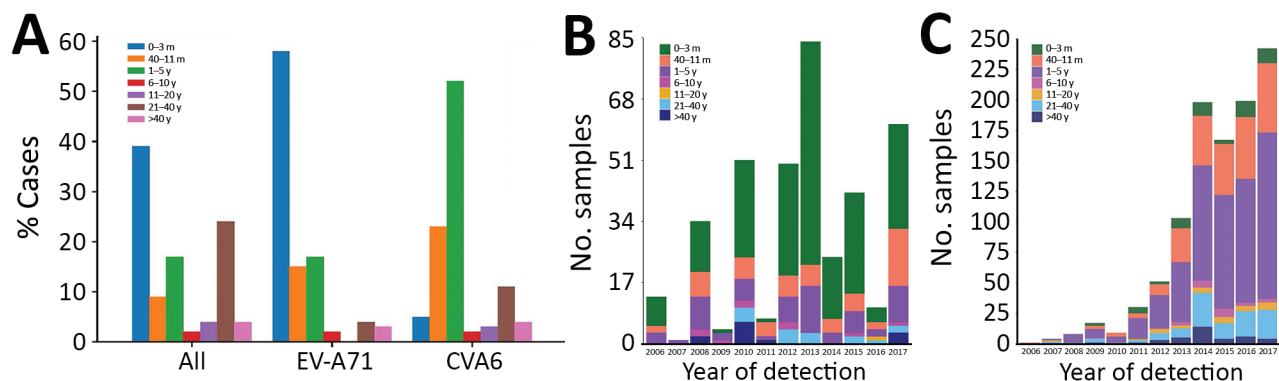 A
60
50
40
30
20
10
0
% Cases
0–3 m
40–11 m
1–5 y
6–10 y
11–20 y
21–40 y
>40 y
All EV-A71 CVA6
B
85
68
51
34
17
0
No. samples
0–3 m
40–11 m
1–5 y
6–10 y
11–20 y
21–40 y
>40 y
2006 2007 2008 2009 2010 2011 2012 2013 2014 2015 2016 2017
Year of detection
C
250
225
200
175
150
125
100
75
50
25
0
No. samples
0–3 m
40–11 m
1–5 y
6–10 y
11–20 y
21–40 y
>40 y
2006 2007 2008 2009 2010 2011 2012 2013 2014 2015 2016 2017
Year of detection